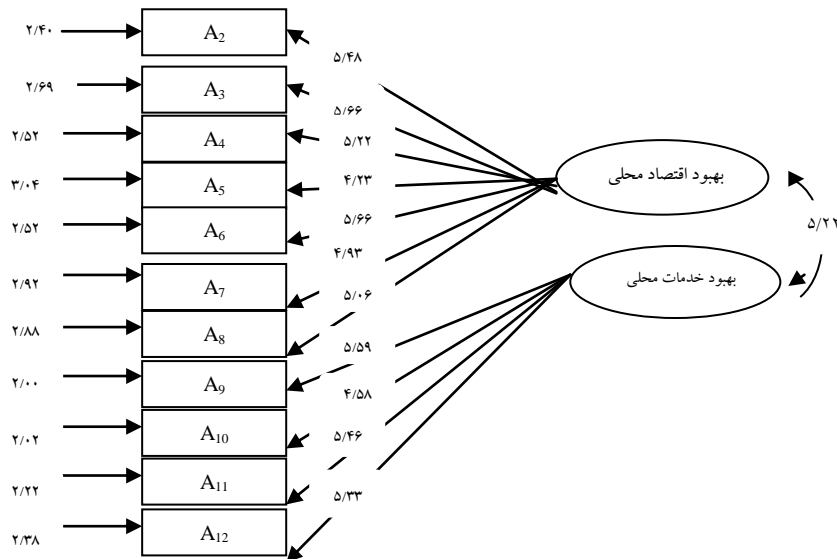 ۲/۴۰
A2
۵/۴۸
۲/۶۹
A3
۵/۶۶
۲/۵۲
A4
۵/۲۲
۳/۰۴
A5
۴/۲۳
بهبود اقتصاد محلی
۲/۵۲
A6
۵/۶۶
۵/۲۲
۴/۹۳
۲/۹۲
A7
۵/۰۶
بهبود خدمات محلی
۲/۸۸
A8
۵/۵۹
۲/۰۰
A9
۴/۵۸
۲/۰۲
A10
۵/۴۶
۲/۲۲
A11
۵/۳۳
۲/۳۸
A12